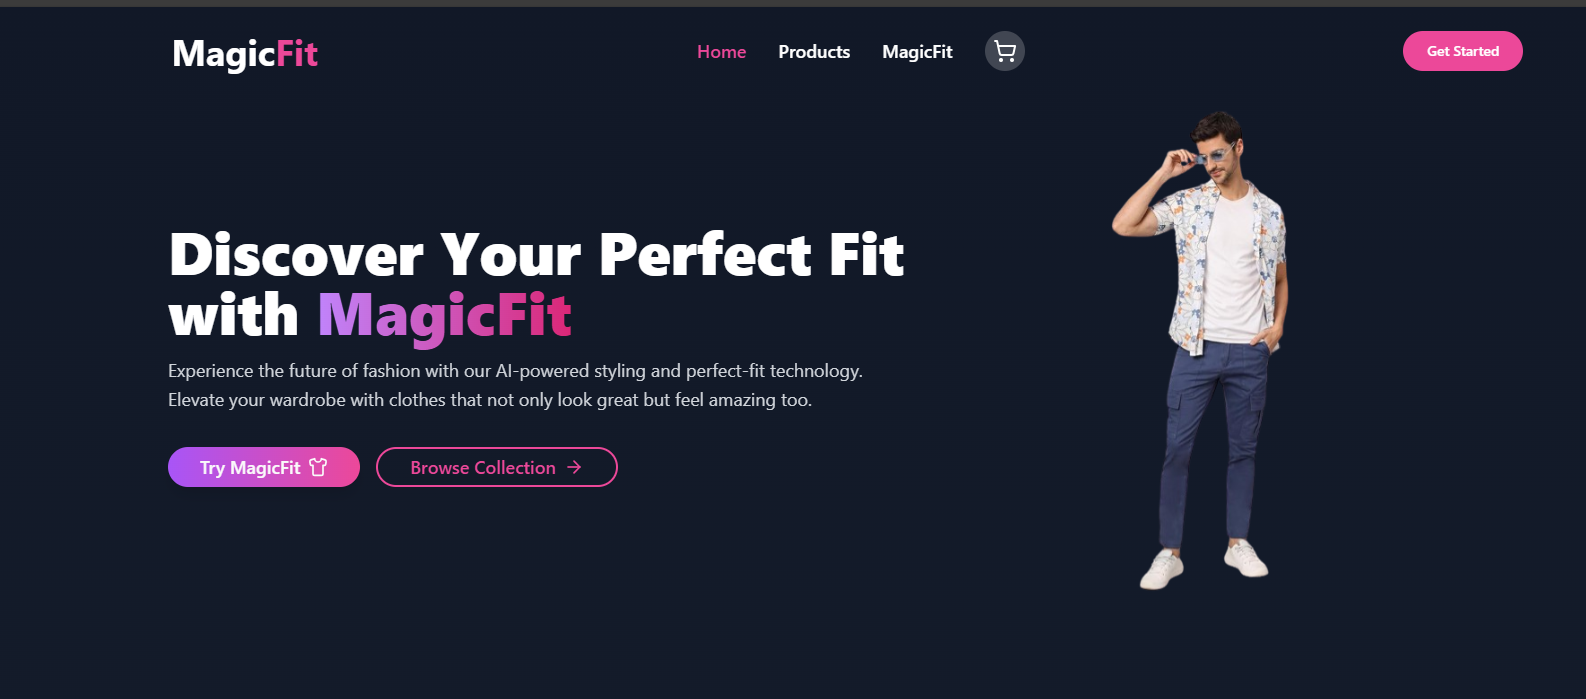 MagicFit
Home
Products
MagicFit
Get Started
Discover Your Perfect Fit
with MagicFit
Experience the future of fashion with our AI-powered styling and perfect-fit technology.
Elevate your wardrobe with clothes that not only look great but feel amazing too.
Try MagicFit
Browse Collection